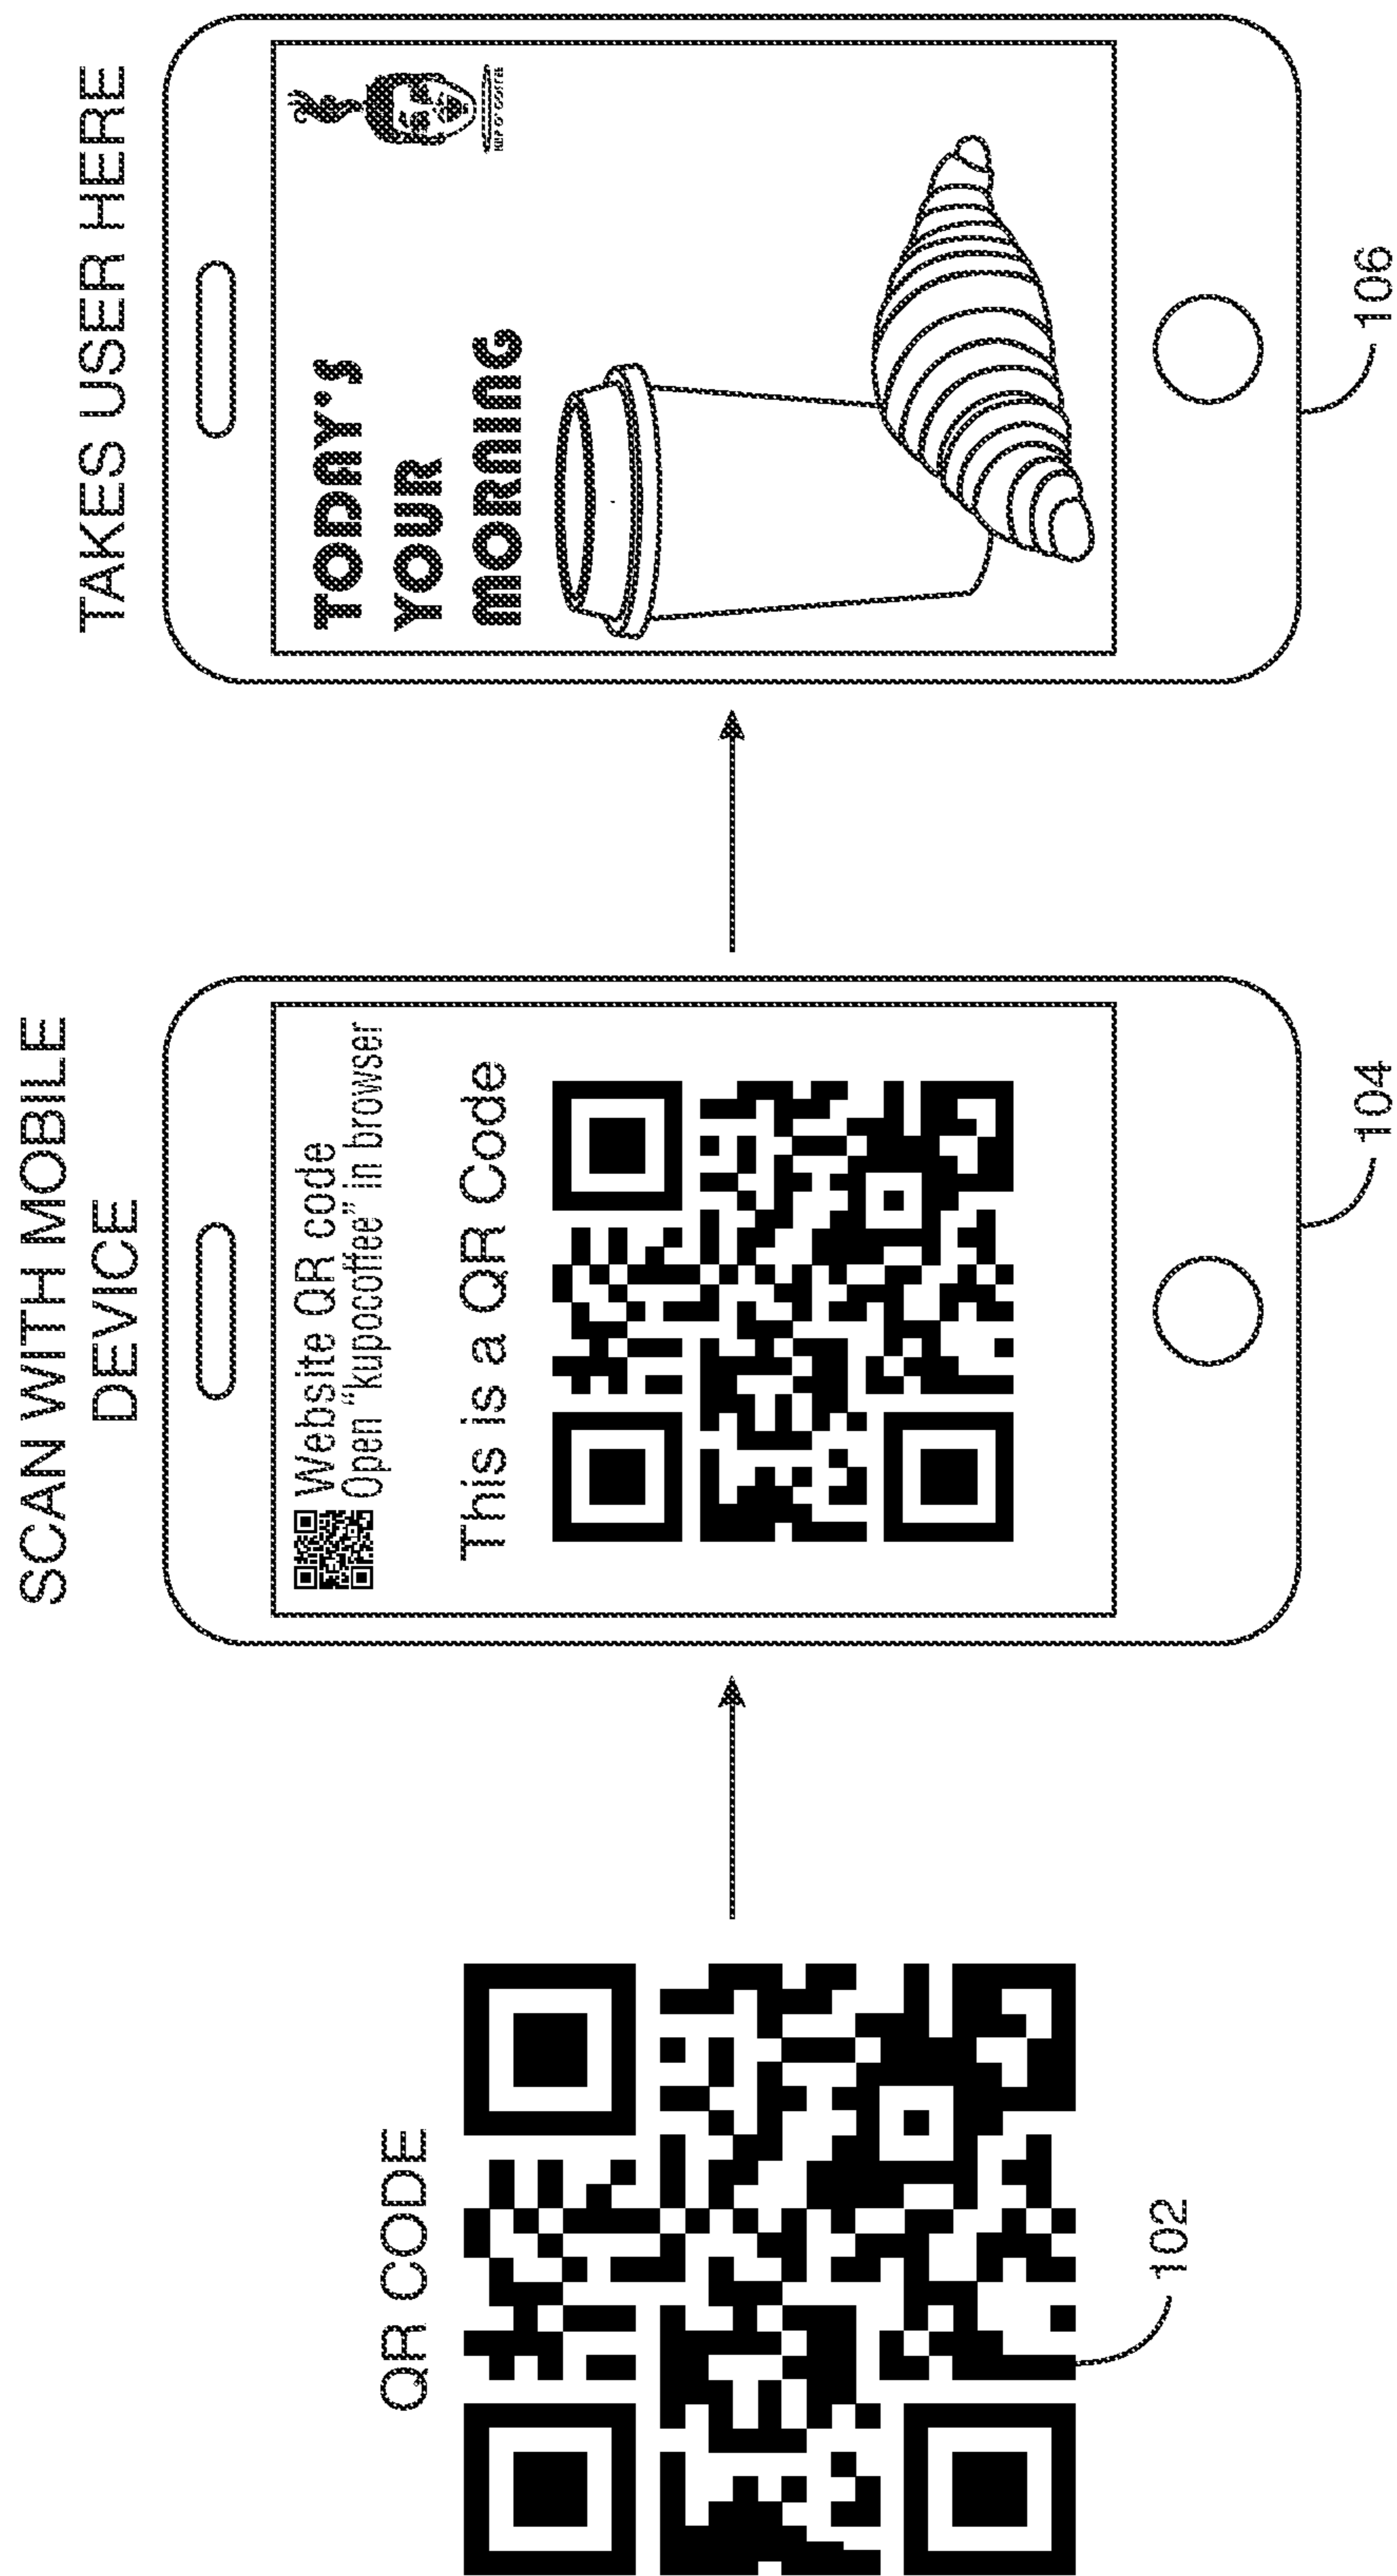 QR CODE
102
SCAN WITH MOBILE
DEVICE
Website QR code
Open “kupocoffee” in browser
This is a QR Code
104
TAKES USER HERE
TODAY'S
YOUR
MORNING
106